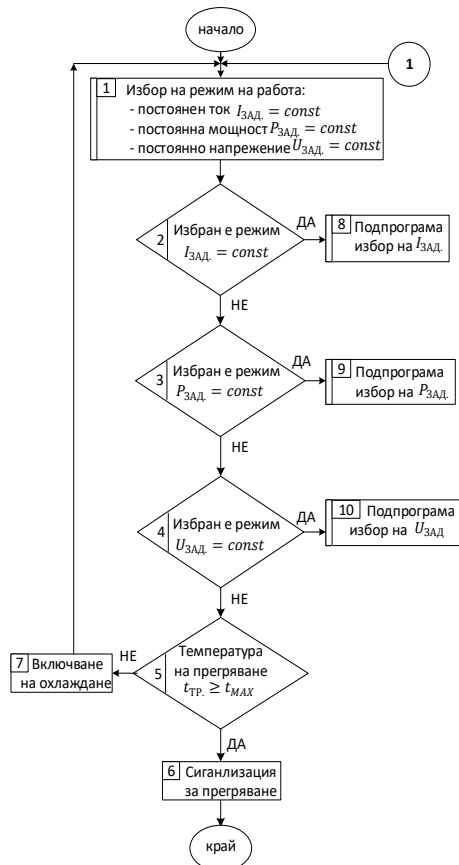 начало
1
1 Избор на режим на работа:
- постоянен ток I_ЗАД. = const
- постоянна мощност P_ЗАД. = const
- постоянно напрежение U_ЗАД. = const
2 Избран е режим
I_ЗАД. = const
ДА
8 Подпрограма
избор на I_ЗАД.
НЕ
3 Избран е режим
P_ЗАД. = const
ДА
9 Подпрограма
избор на P_ЗАД.
НЕ
4 Избран е режим
U_ЗАД. = const
ДА
10 Подпрограма
избор на U_ЗАД
НЕ
5 Температура
на прегряване
t_ТР. ≥ t_MAX
НЕ
7 Включване
на охлаждане
ДА
6 Сиганлизация
за прегряване
край